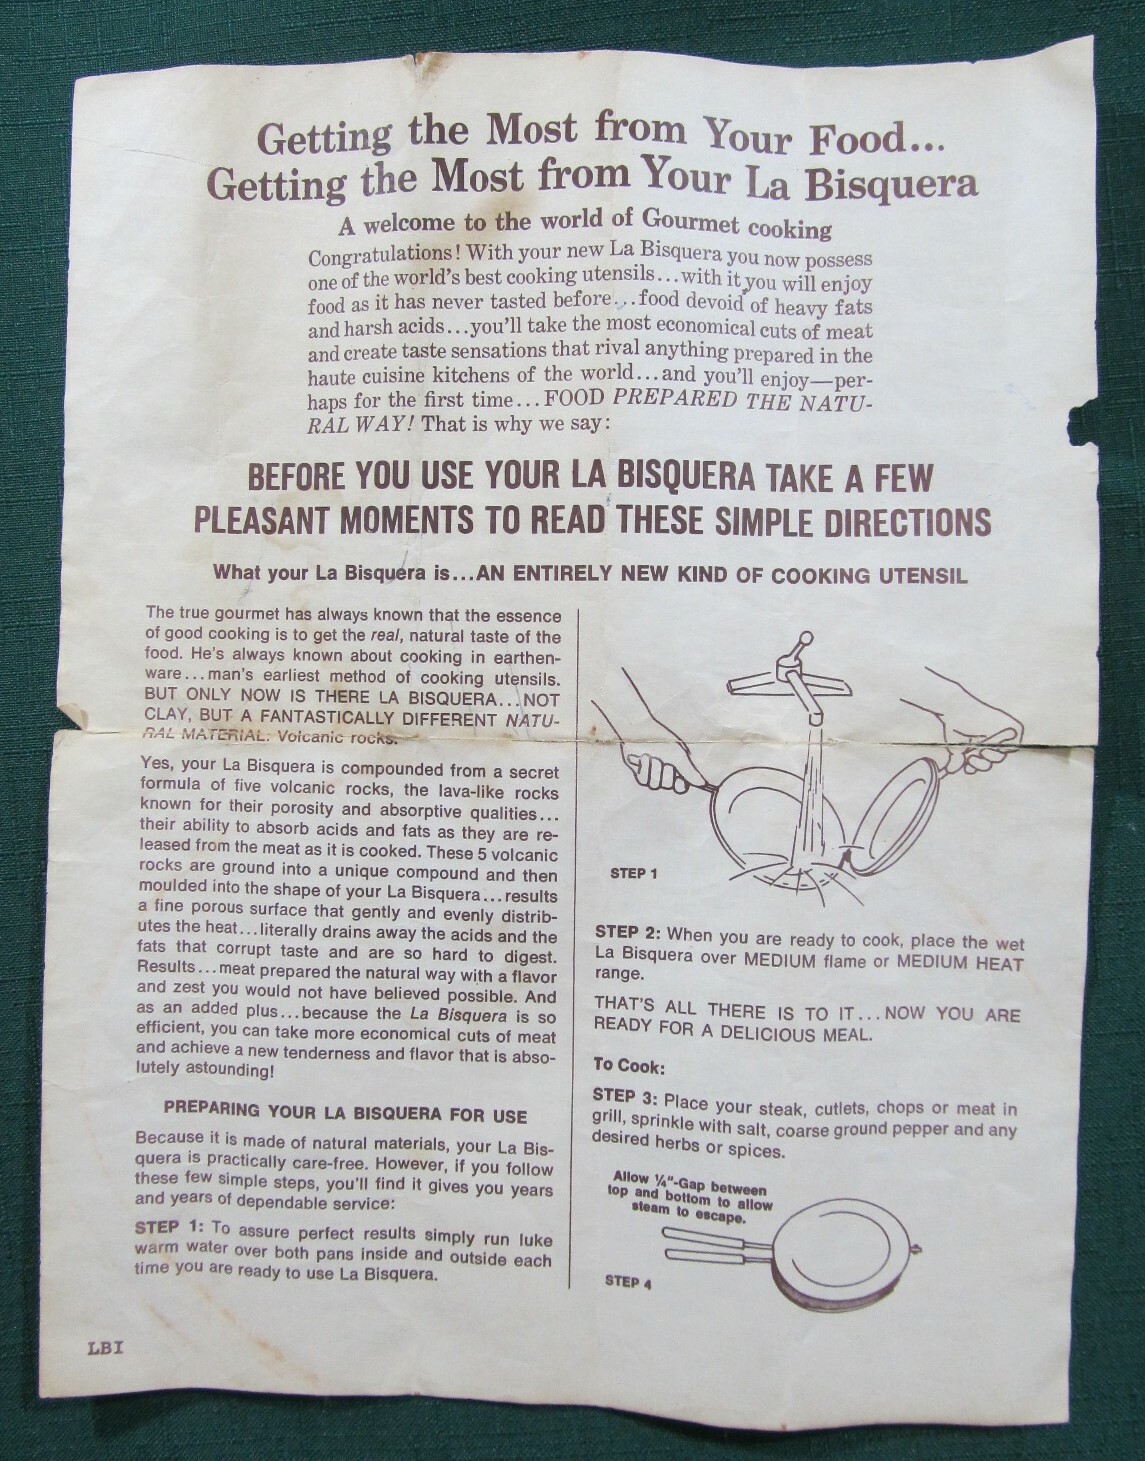 Getting the Most from Your Food...
Getting the Most from Your La Bisquera
A welcome to the world of Gourmet cooking
Congratulations! With your new La Bisquera you now possess
one of the world's best cooking utensils...with it you will enjoy
food as it has never tasted before...food devoid of heavy fats
and harsh acids...you'll take the most economical cuts of meat
and create taste sensations that rival anything prepared in the
haute cuisine kitchens of the world...and you'll enjoy—per-
haps for the first time...FOOD PREPARED THE NATU-
RAL WAY! That is why we say:
BEFORE YOU USE YOUR LA BISQUERA TAKE A FEW
PLEASANT MOMENTS TO READ THESE SIMPLE DIRECTIONS
What your La Bisquera is...AN ENTIRELY NEW KIND OF COOKING UTENSIL
The true gourmet has always known that the essence
of good cooking is to get the real, natural taste of the
food. He's always known about cooking in earthen-
ware...man's earliest method of cooking utensils.
BUT ONLY NOW IS THERE LA BISQUERA...NOT
CLAY, BUT A FANTASTICALLY DIFFERENT NATU-
RAL MATERIAL: Volcanic rocks.
Yes, your La Bisquera is compounded from a secret
formula of five volcanic rocks, the lava-like rocks
known for their porosity and absorptive qualities...
their ability to absorb acids and fats as they are re-
leased from the meat as it is cooked. These 5 volcanic
rocks are ground into a unique compound and then
moulded into the shape of your La Bisquera...results
a fine porous surface that gently and evenly distrib-
utes the heat...literally drains away the acids and the
fats that corrupt taste and are so hard to digest.
Results...meat prepared the natural way with a flavor
and zest you would not have believed possible. And
as an added plus...because the La Bisquera is so
efficient, you can take more economical cuts of meat
and achieve a new tenderness and flavor that is abso-
lutely astounding!
PREPARING YOUR LA BISQUERA FOR USE
Because it is made of natural materials, your La Bis-
quera is practically care-free. However, if you follow
these few simple steps, you'll find it gives you years
and years of dependable service:
STEP 1: To assure perfect results simply run luke
warm water over both pans inside and outside each
time you are ready to use La Bisquera.
LBI
STEP 1
STEP 2: When you are ready to cook, place the wet
La Bisquera over MEDIUM flame or MEDIUM HEAT
range.
THAT'S ALL THERE IS TO IT...NOW YOU ARE
READY FOR A DELICIOUS MEAL.
To Cook:
STEP 3: Place your steak, cutlets, chops or meat in
grill, sprinkle with salt, coarse ground pepper and any
desired herbs or spices.
Allow ¼"-Gap between
top and bottom to allow
steam to escape.
STEP 4